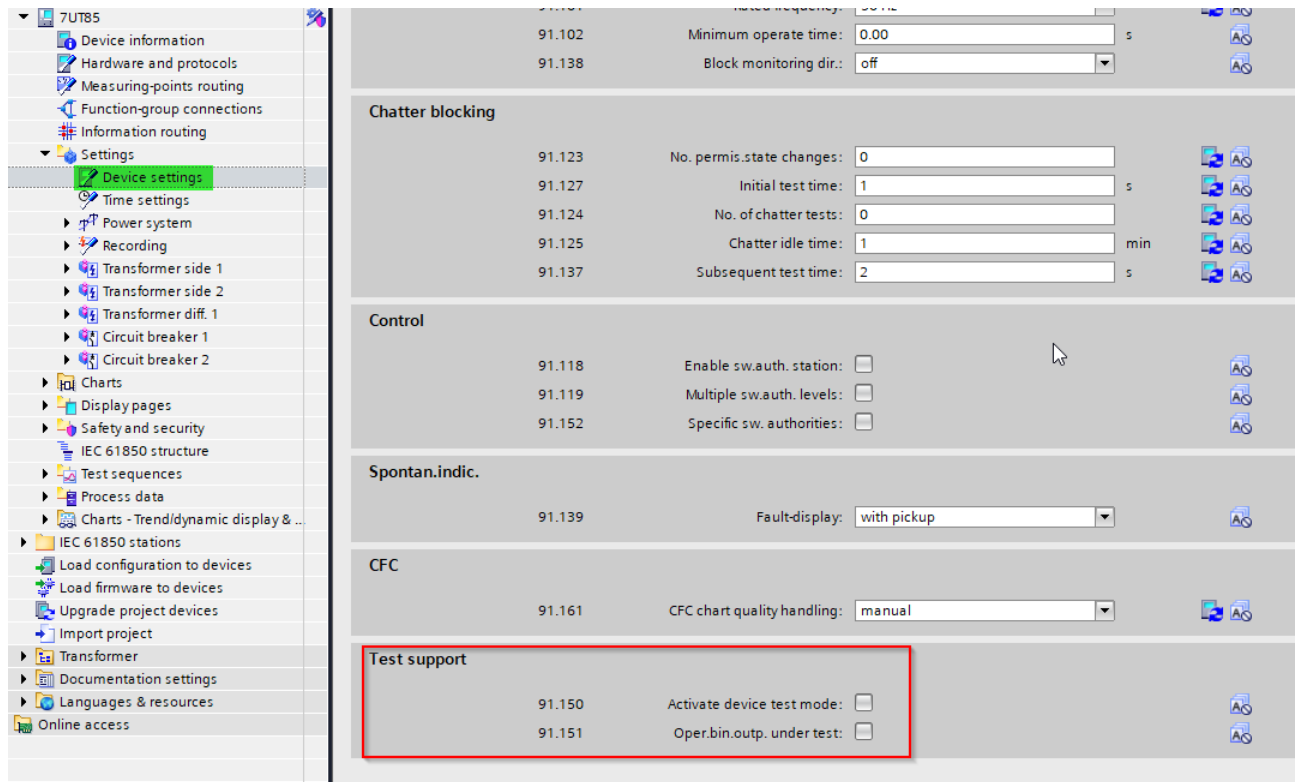 7UT85
Device information
Hardware and protocols
Measuring-points routing
Function-group connections
Information routing
Settings
Device settings
Time settings
Power system
Recording
Transformer side 1
Transformer side 2
Transformer diff. 1
Circuit breaker 1
Circuit breaker 2
Charts
Display pages
Safety and security
IEC 61850 structure
Test sequences
Process data
Charts - Trend/dynamic display & ...
IEC 61850 stations
Load configuration to devices
Load firmware to devices
Upgrade project devices
Import project
Transformer
Documentation settings
Languages & resources
Online access
91.102 Minimum operate time: 0.00 s
91.138 Block monitoring dir.: off
Chatter blocking
91.123 No. permis.state changes: 0
91.127 Initial test time: 1 s
91.124 No. of chatter tests: 0
91.125 Chatter idle time: 1 min
91.137 Subsequent test time: 2 s
Control
91.118 Enable sw.auth. station:
91.119 Multiple sw.auth. levels:
91.152 Specific sw. authorities:
Spontan.indic.
91.139 Fault-display: with pickup
CFC
91.161 CFC chart quality handling: manual
Test support
91.150 Activate device test mode:
91.151 Oper.bin.outp. under test: